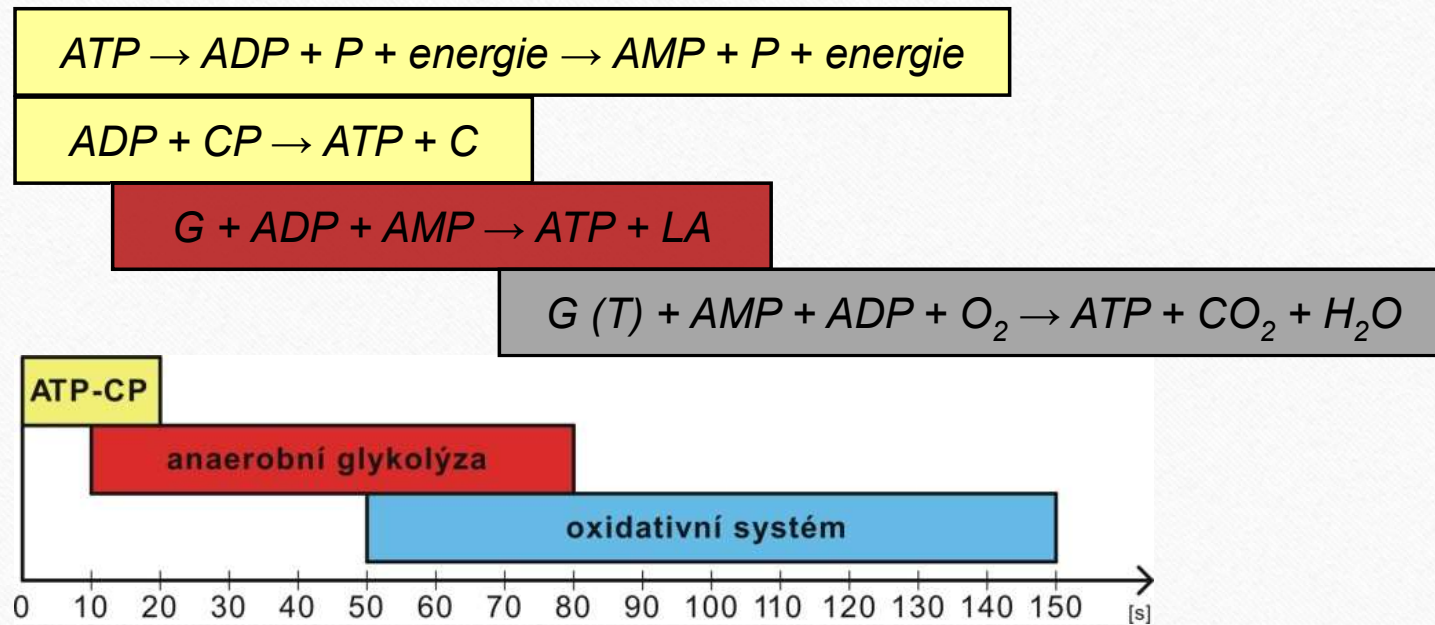 ATP → ADP + P + energie → AMP + P + energie
ADP + CP → ATP + C
G + ADP + AMP → ATP + LA
G (T) + AMP + ADP + O₂ → ATP + CO₂ + H₂O
ATP-CP
anaerobní glykolýza
oxidativní systém
0 10 20 30 40 50 60 70 80 90 100 110 120 130 140 150 [s]